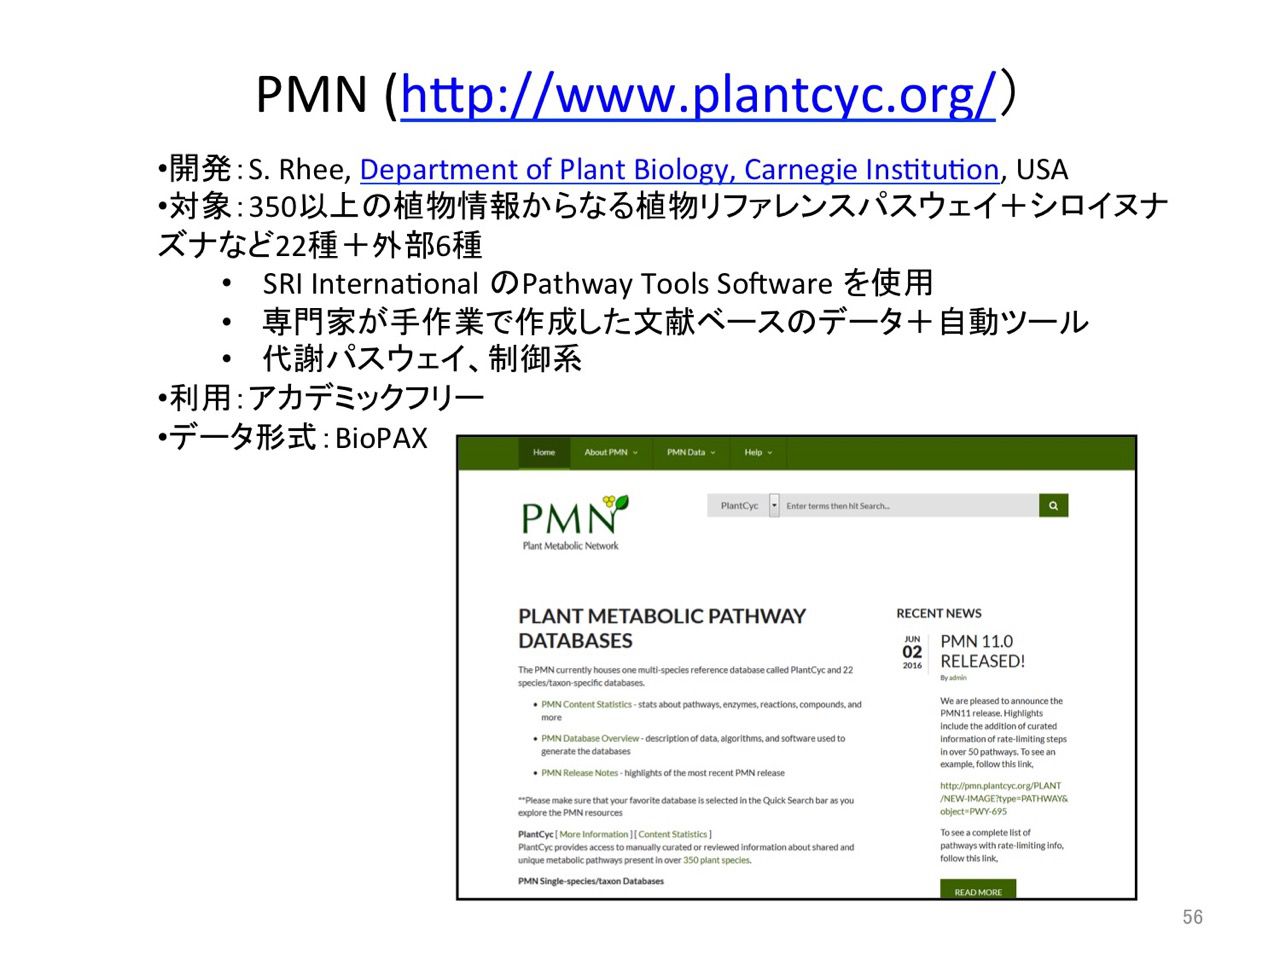 PMN (http://www.plantcyc.org/）
•開発：S. Rhee, Department of Plant Biology, Carnegie Institution, USA
•対象：350以上の植物情報からなる植物リファレンスパスウェイ＋シロイヌナ
ズナなど22種＋外部6種
• SRI International のPathway Tools Software を使用
• 専門家が手作業で作成した文献ベースのデータ＋自動ツール
• 代謝パスウェイ、制御系
•利用：アカデミックフリー
•データ形式：BioPAX
Home About PMN PMN Data Help
PMN
Plant Metabolic Network
PlantCyc Enter terms then hit Search...
PLANT METABOLIC PATHWAY
DATABASES
The PMN currently houses one multi-species reference database called PlantCyc and 22
species/taxon-specific databases.
• PMN Content Statistics - stats about pathways, enzymes, reactions, compounds, and
more
• PMN Database Overview - description of data, algorithms, and software used to
generate the databases
• PMN Release Notes - highlights of the most recent PMN release
**Please make sure that your favorite database is selected in the Quick Search bar as you
explore the PMN resources
PlantCyc [ More Information ] [ Content Statistics ]
PlantCyc provides access to manually curated or reviewed information about shared and
unique metabolic pathways present in over 350 plant species.
PMN Single-species/taxon Databases
RECENT NEWS
JUN
02
2016
PMN 11.0
RELEASED!
By admin
We are pleased to announce the
PMN11 release. Highlights
include the addition of curated
information of rate-limiting steps
in over 50 pathways. To see an
example, follow this link,
http://pmn.plantcyc.org/PLANT
/NEW-IMAGE?type=PATHWAY&
object=PWY-695
To see a complete list of
pathways with rate-limiting info,
follow this link,
READ MORE
56